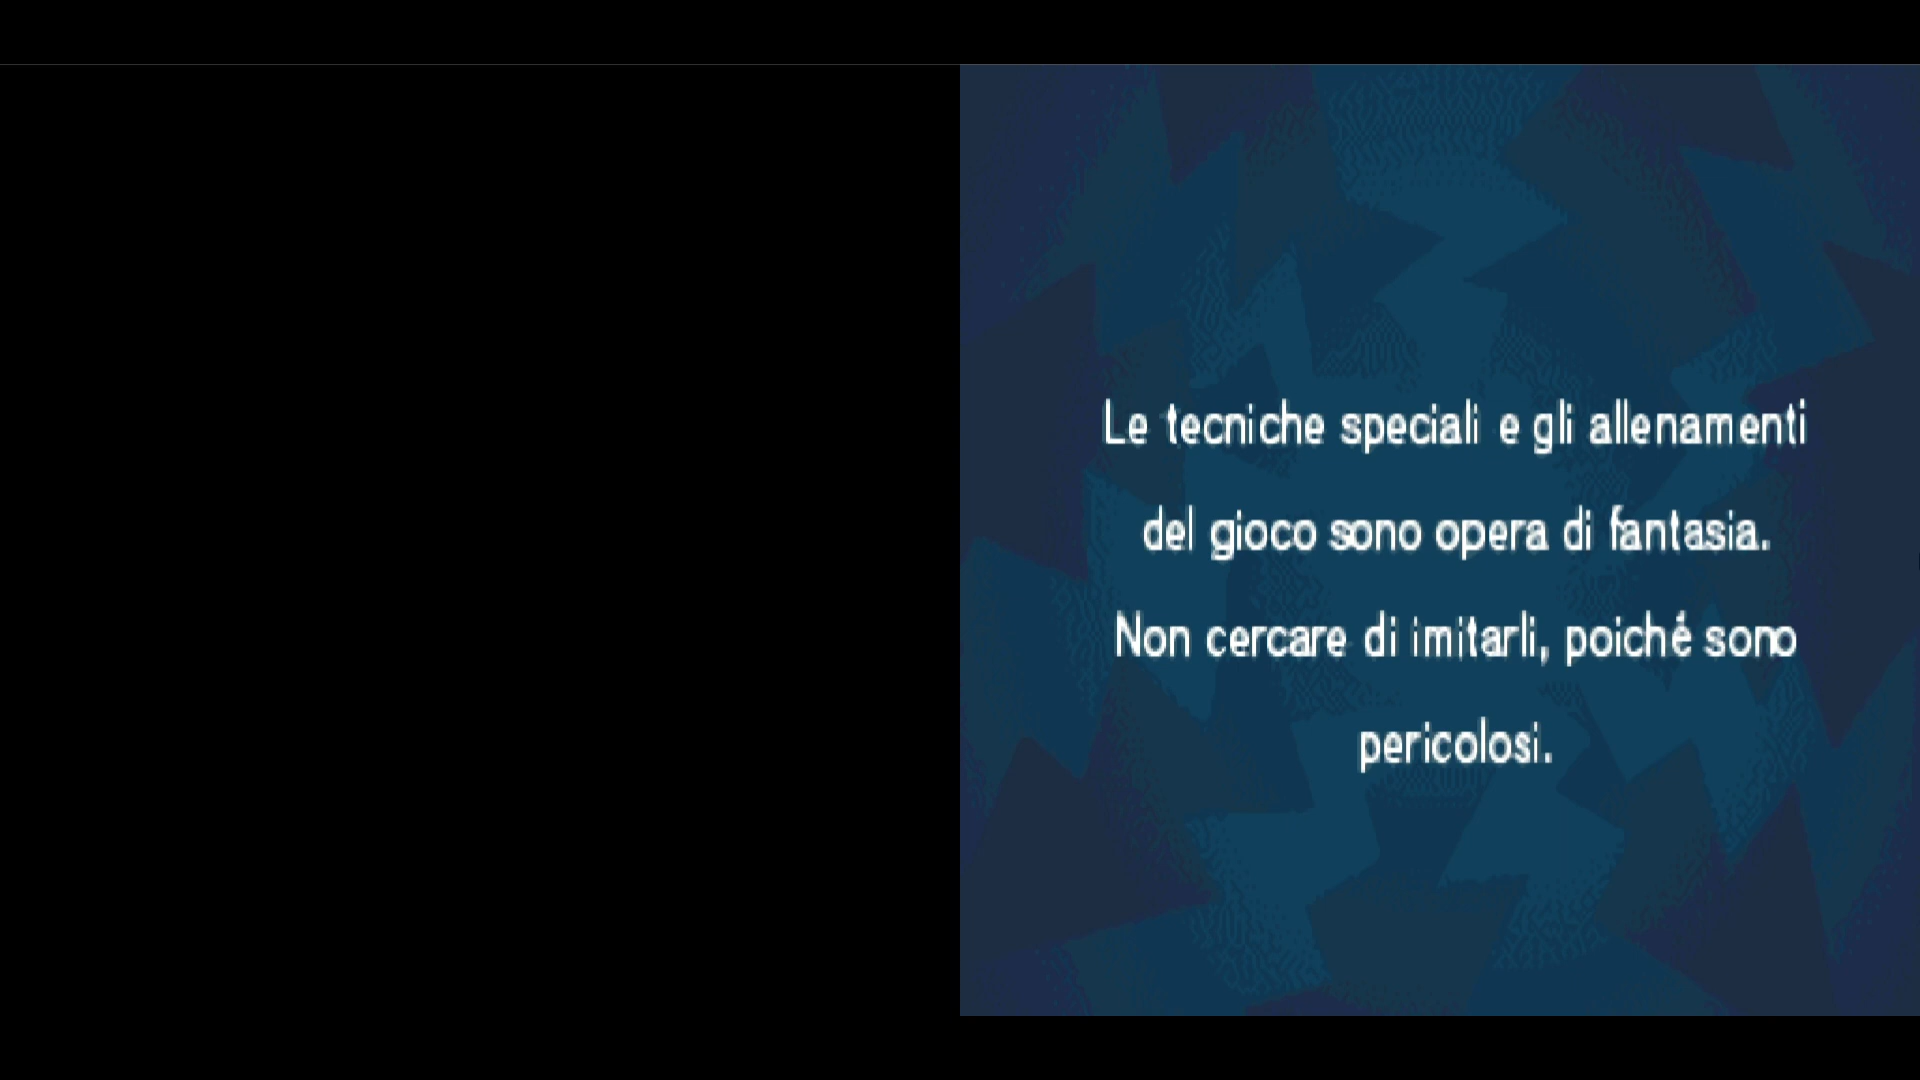 Le tecniche speciali e gli allenamenti
del gioco sono opera di fantasia.
Non cercare di imitarli, poiché sono
pericolosi.